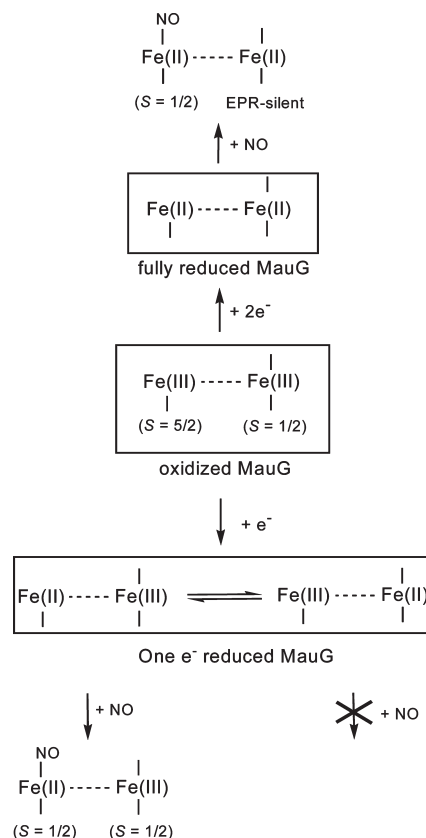 NO
Fe(II) ----- Fe(II)
(S = 1/2) EPR-silent
+ NO
Fe(II) ----- Fe(II)
fully reduced MauG
+ 2e⁻
Fe(III) ----- Fe(III)
(S = 5/2) (S = 1/2)
oxidized MauG
+ e⁻
Fe(II) ----- Fe(III) ⇌ Fe(III) ----- Fe(II)
One e⁻ reduced MauG
+ NO + NO
NO
Fe(II) ------ Fe(III)
(S = 1/2) (S = 1/2)